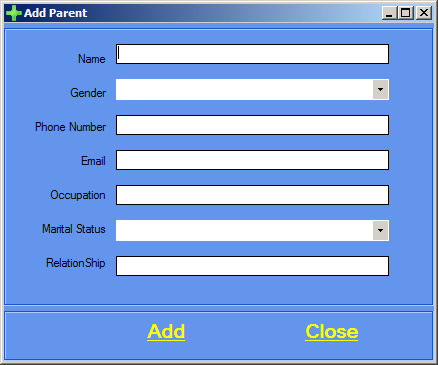 Add Parent
Name
Gender
Phone Number
Email
Occupation
Marital Status
RelationShip
Add Close